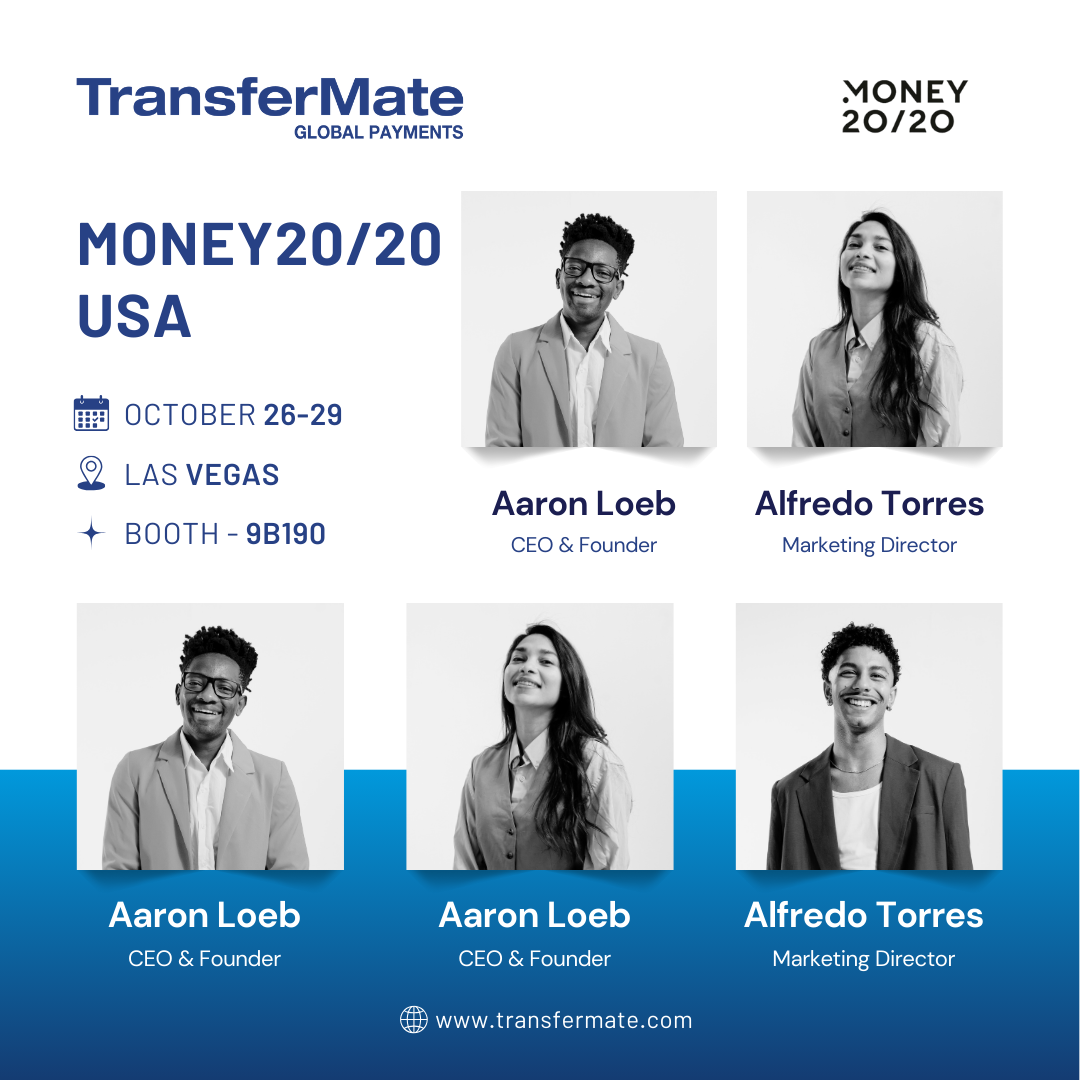 TransferMate
GLOBAL PAYMENTS
MONEY
20/20
MONEY20/20
USA
OCTOBER 26-29
LAS VEGAS
BOOTH - 9B190
Aaron Loeb
CEO & Founder
Alfredo Torres
Marketing Director
Aaron Loeb
CEO & Founder
Aaron Loeb
CEO & Founder
Alfredo Torres
Marketing Director
www.transfermate.com